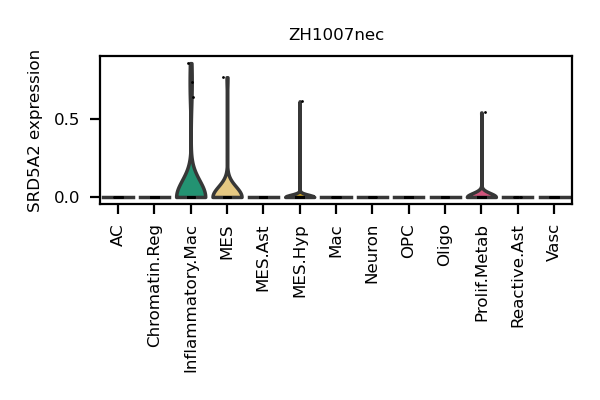 ZH1007nec
SRD5A2 expression
0.5
0.0
AC
Chromatin.Reg
Inflammatory.Mac
MES
MES.Ast
MES.Hyp
Mac
Neuron
OPC
Oligo
Prolif.Metab
Reactive.Ast
Vasc